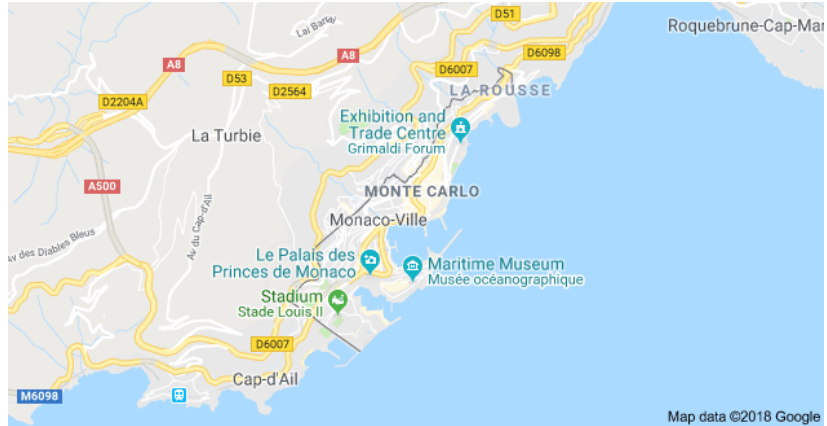 D51
Lai Baray
Roquebrune-Cap-Mar
A8
A8
D6007
D6098
D53
D2564
LA-ROUSSE
D2204A
Exhibition and
Trade Centre
Grimaldi Forum
La Turbie
A500
MONTE CARLO
Monaco-Ville
Av du Cap-d'Ail
Av des Diables Bleus
Le Palais des
Princes de Monaco
Maritime Museum
Musée océanographique
Stadium
Stade Louis II
D6007
Cap-d'Ail
M6098
Map data ©2018 Google